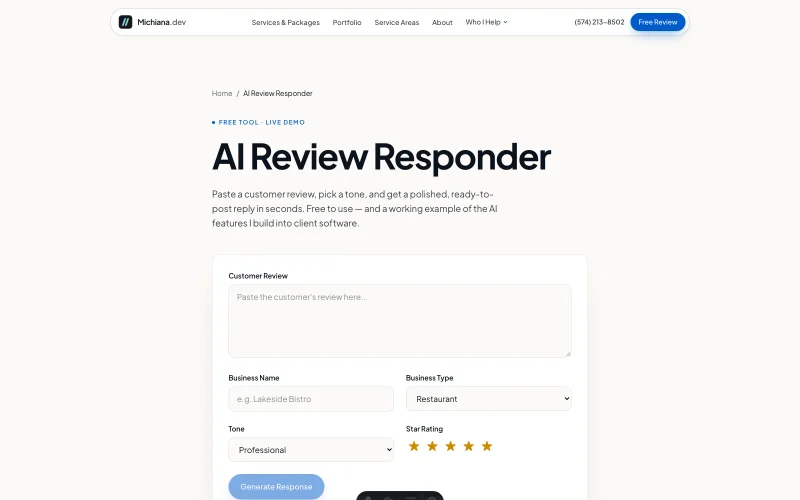 Michiana.dev
Services & Packages
Portfolio
Service Areas
About
Who I Help
(574) 213-8502
Free Review
Home / AI Review Responder
FREE TOOL · LIVE DEMO
AI Review Responder
Paste a customer review, pick a tone, and get a polished, ready-to-
post reply in seconds. Free to use — and a working example of the AI
features I build into client software.
Customer Review
Paste the customer's review here...
Business Name
Business Type
e.g. Lakeside Bistro
Restaurant
Tone
Star Rating
Professional
Generate Response